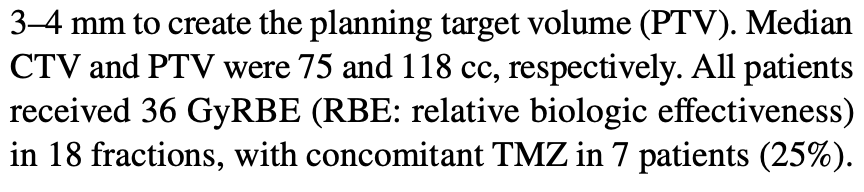 3–4 mm to create the planning target volume (PTV). Median
CTV and PTV were 75 and 118 cc, respectively. All patients
received 36 GyRBE (RBE: relative biologic effectiveness)
in 18 fractions, with concomitant TMZ in 7 patients (25%).